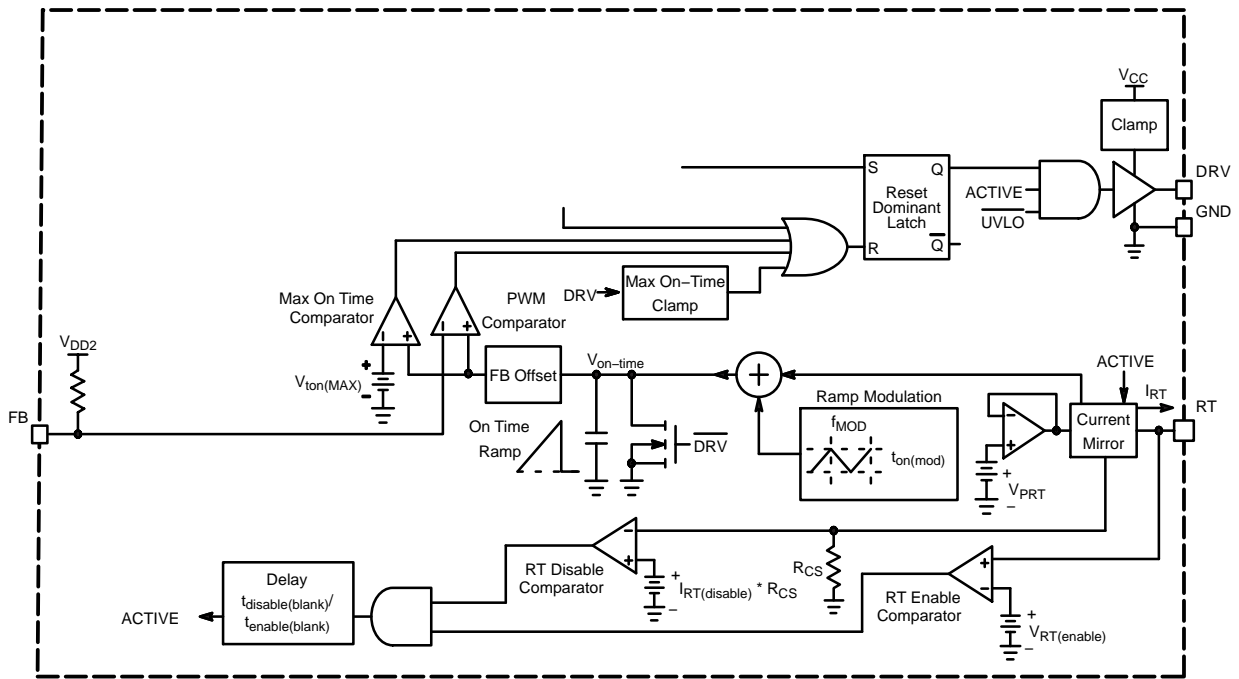 VCC
Clamp
DRV
GND
S
Q
Reset
Dominant
Latch
R
Q
ACTIVE
UVLO
DRV
Max On−Time
Clamp
Max On Time
Comparator
PWM
Comparator
VDD2
Vton(MAX)
+
−
− +
− +
FB Offset
Von−time
+
ACTIVE
IRT
RT
FB
On Time
Ramp
DRV
Ramp Modulation
fMOD
ton(mod)
−
+
Current
Mirror
+
VPRT
−
−
+
RT Disable
Comparator
+
IRT(disable) * RCS
−
RCS
+
−
RT Enable
Comparator
+
VRT(enable)
−
Delay
tdisable(blank)/
tenable(blank)
ACTIVE